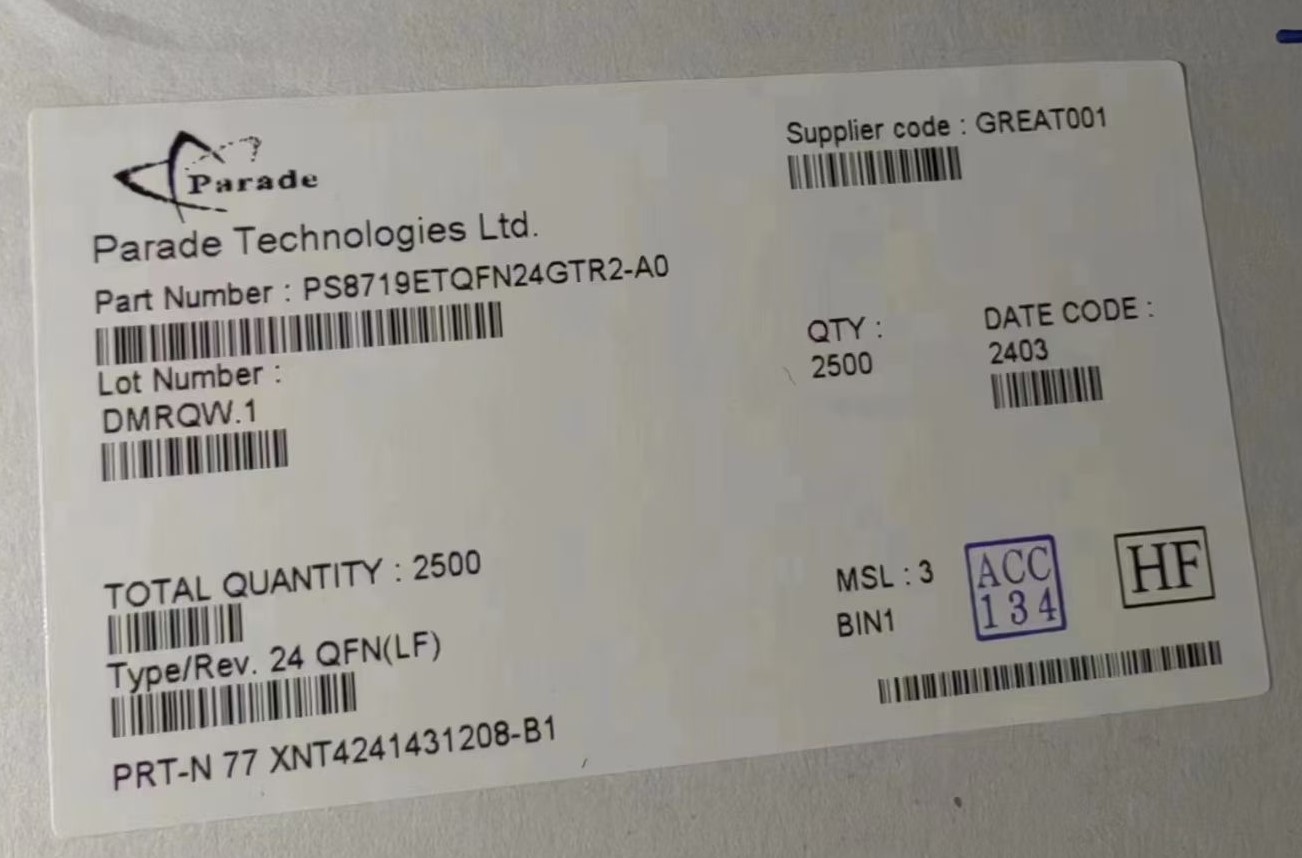 Parade
Parade Technologies Ltd.
Supplier code : GREAT001
Part Number : PS8719ETQFN24GTR2-A0
Lot Number :
DMRQW.1
QTY :
2500
DATE CODE :
2403
TOTAL QUANTITY : 2500
Type/Rev. 24 QFN(LF)
PRT-N 77 XNT4241431208-B1
MSL : 3
BIN1
ACC
134
HF